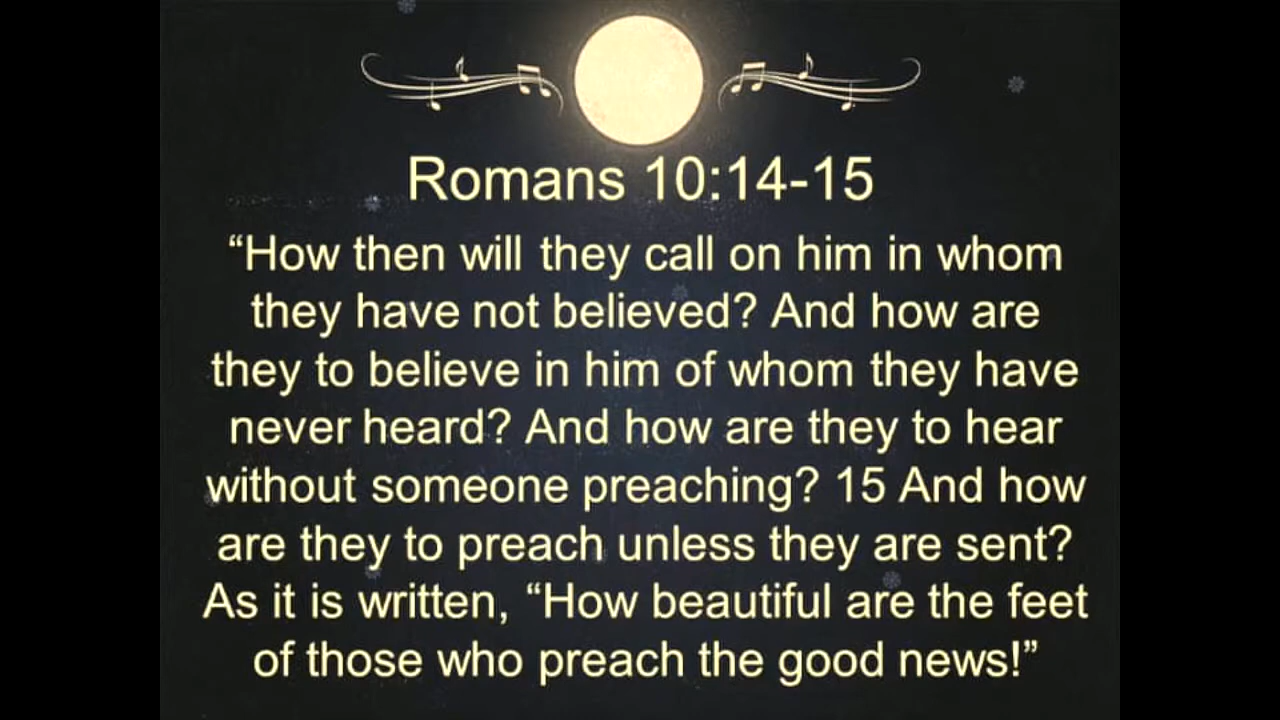 Romans 10:14-15
“How then will they call on him in whom
they have not believed? And how are
they to believe in him of whom they have
never heard? And how are they to hear
without someone preaching? 15 And how
are they to preach unless they are sent?
As it is written, “How beautiful are the feet
of those who preach the good news!”